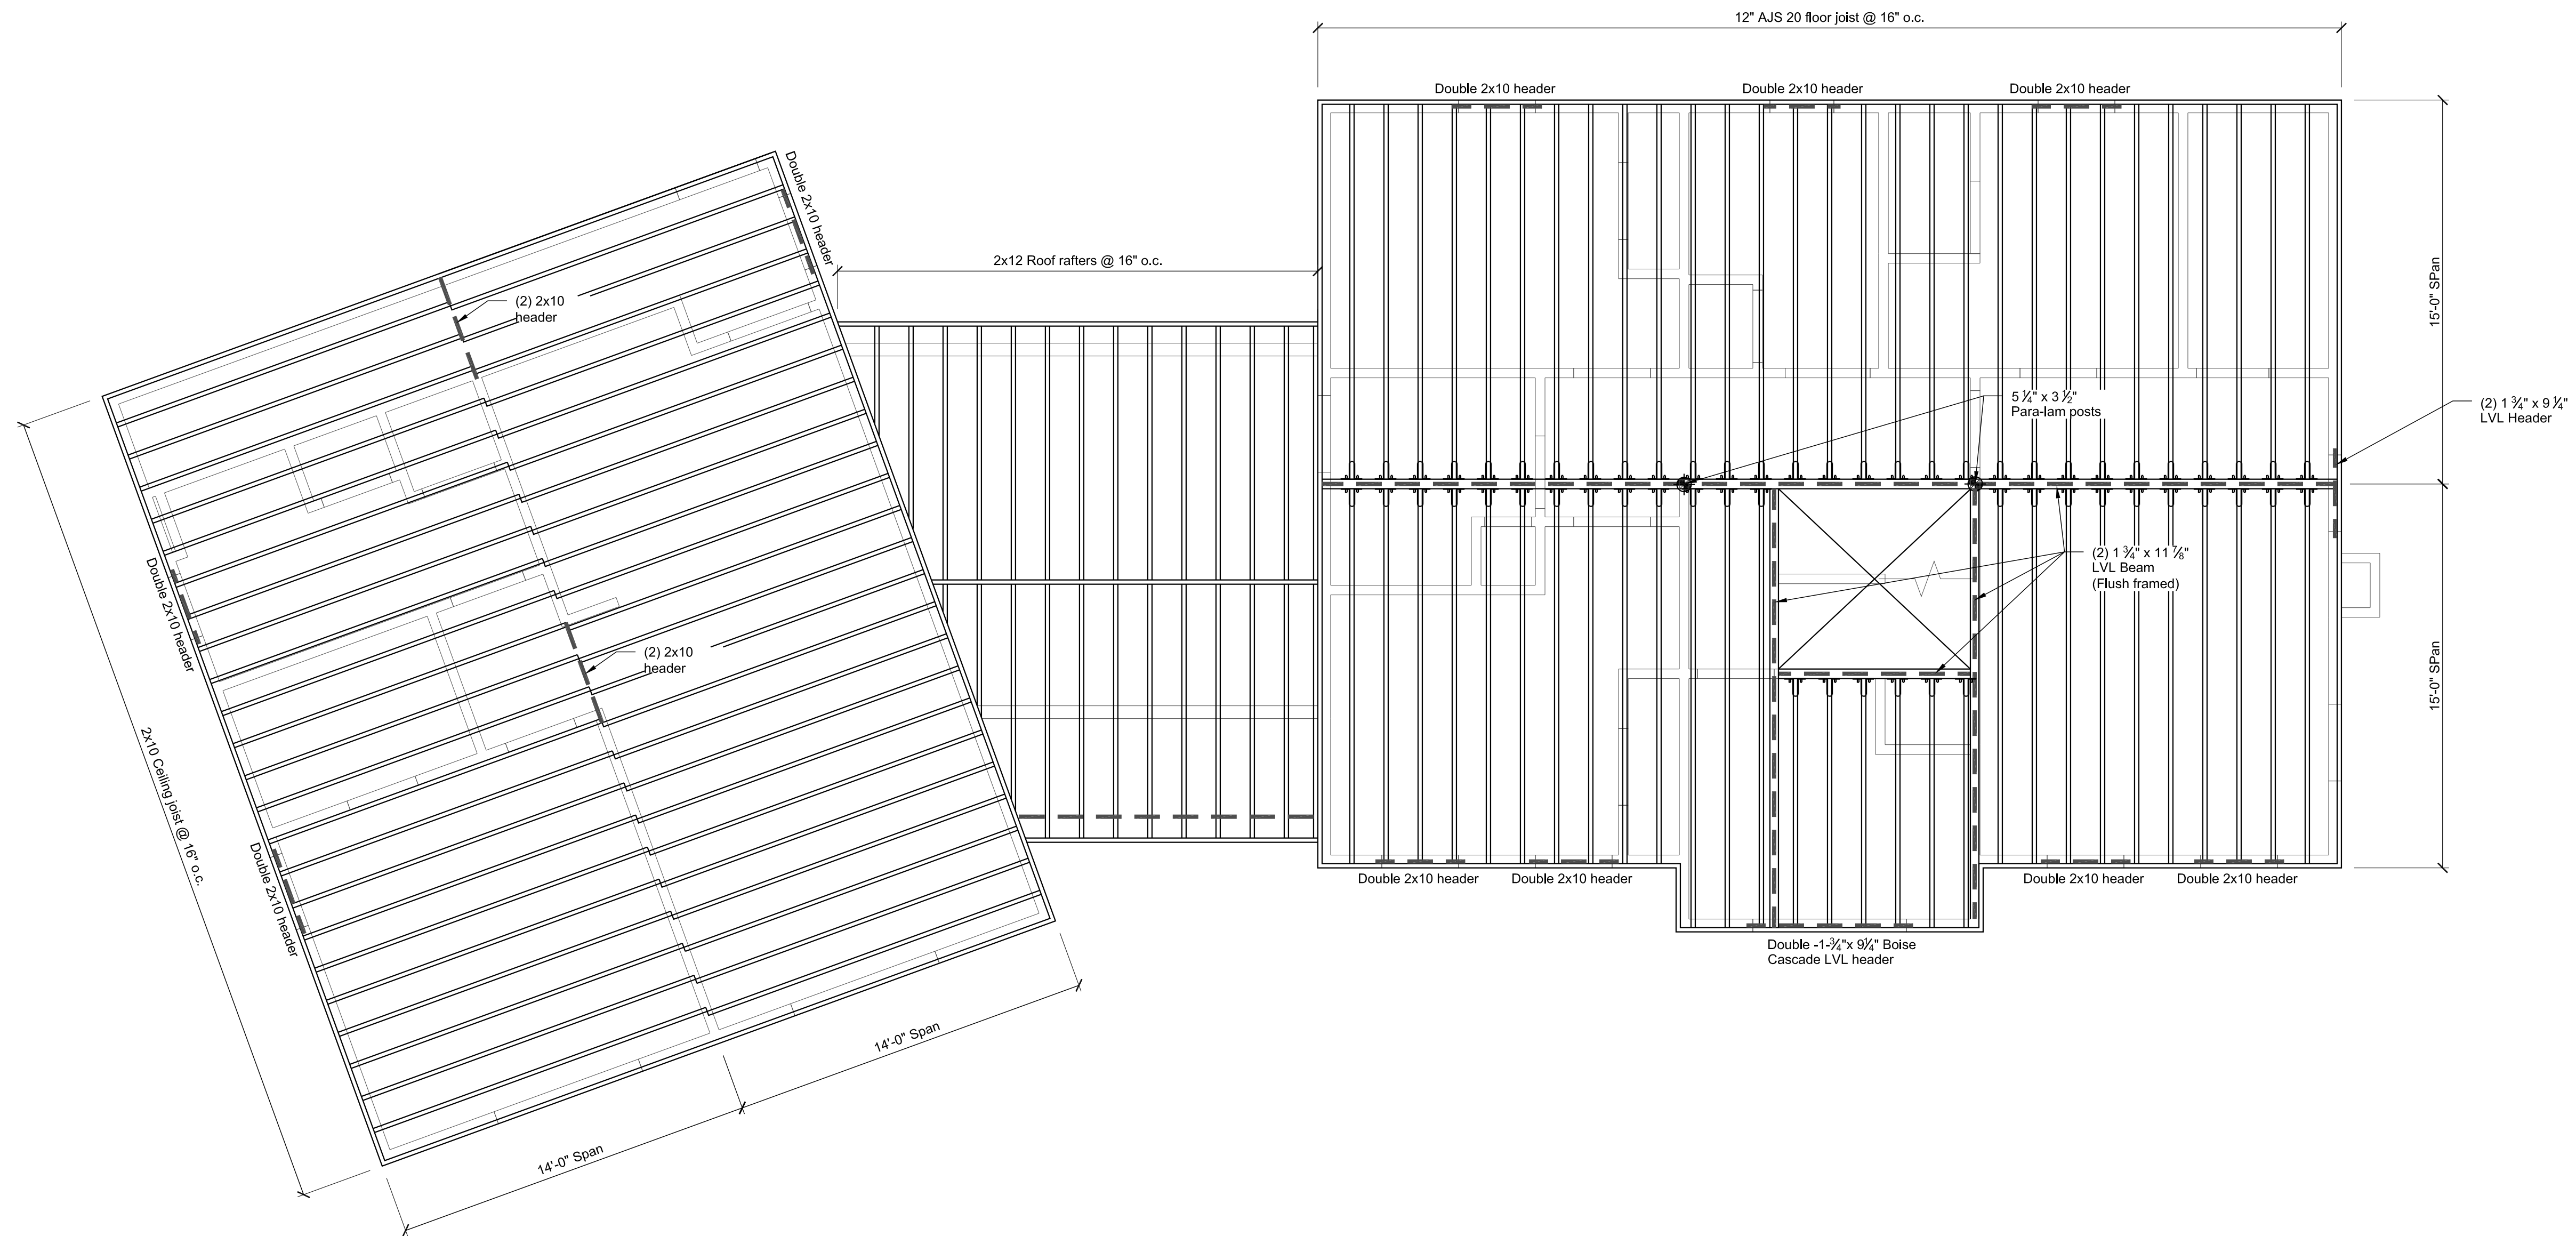 12" AJS 20 floor joist @ 16" o.c.
Double 2x10 header
Double 2x10 header
Double 2x10 header
Double 2x10 header
2x12 Roof rafters @ 16" o.c.
15'-0" SPan
(2) 2x10
header
5 1⁄4" x 3 1⁄2"
Para-lam posts
(2) 1 3⁄4" x 9 1⁄4"
LVL Header
(2) 1 3⁄4" x 11 7⁄8"
LVL Beam
(Flush framed)
Double 2x10 header
(2) 2x10
header
15'-0" SPan
2x10 Ceiling joist @ 16" o.c.
Double 2x10 header
Double 2x10 header
Double 2x10 header
Double 2x10 header
Double 2x10 header
Double -1-3⁄4"x 9 1⁄4" Boise
Cascade LVL header
14'-0" Span
14'-0" Span